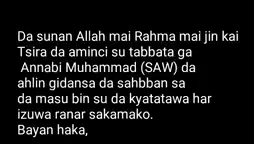 Da sunan Allah mai Rahma mai jin kai
Tsira da aminci su tabbata ga
Annabi Muhammad (SAW) da
ahlin gidansa da sahbban sa
da masu bin su da kyatatawa har
izuwa ranar sakamako.
Bayan haka,